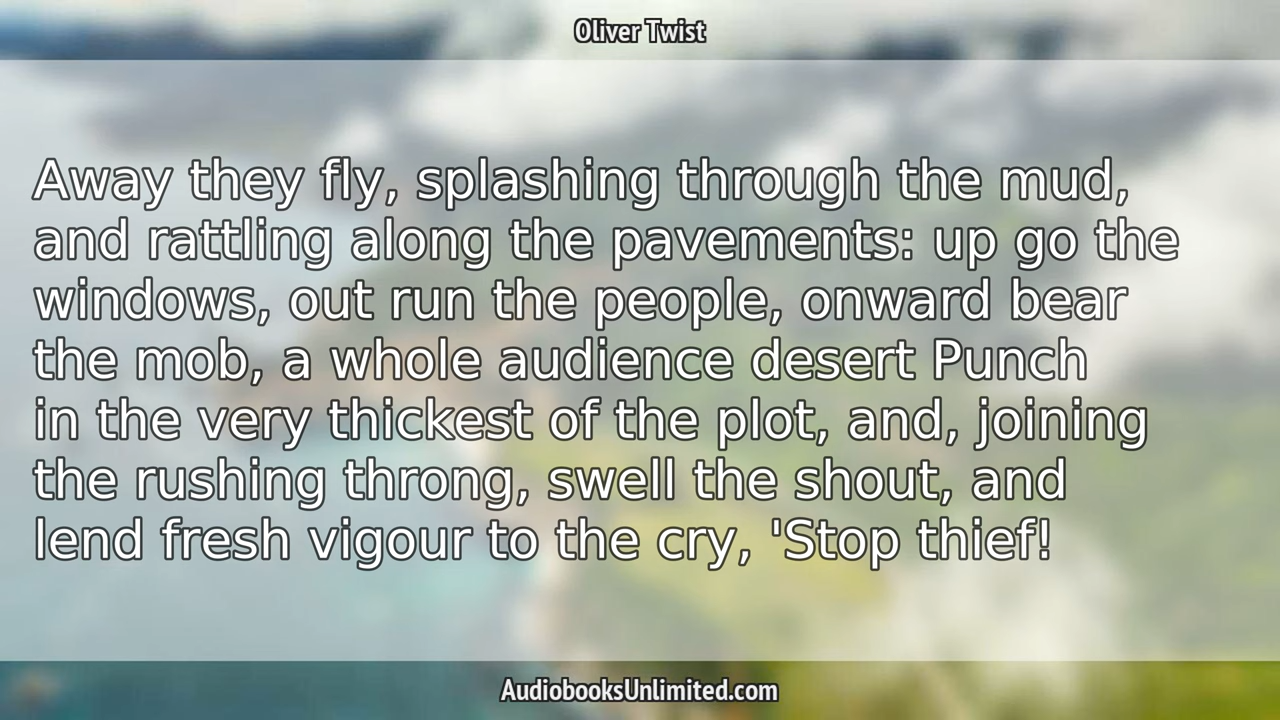 Oliver Twist
Away they fly, splashing through the mud,
and rattling along the pavements: up go the
windows, out run the people, onward bear
the mob, a whole audience desert Punch
in the very thickest of the plot, and, joining
the rushing throng, swell the shout, and
lend fresh vigour to the cry, 'Stop thief!
AudiobooksUnlimited.com